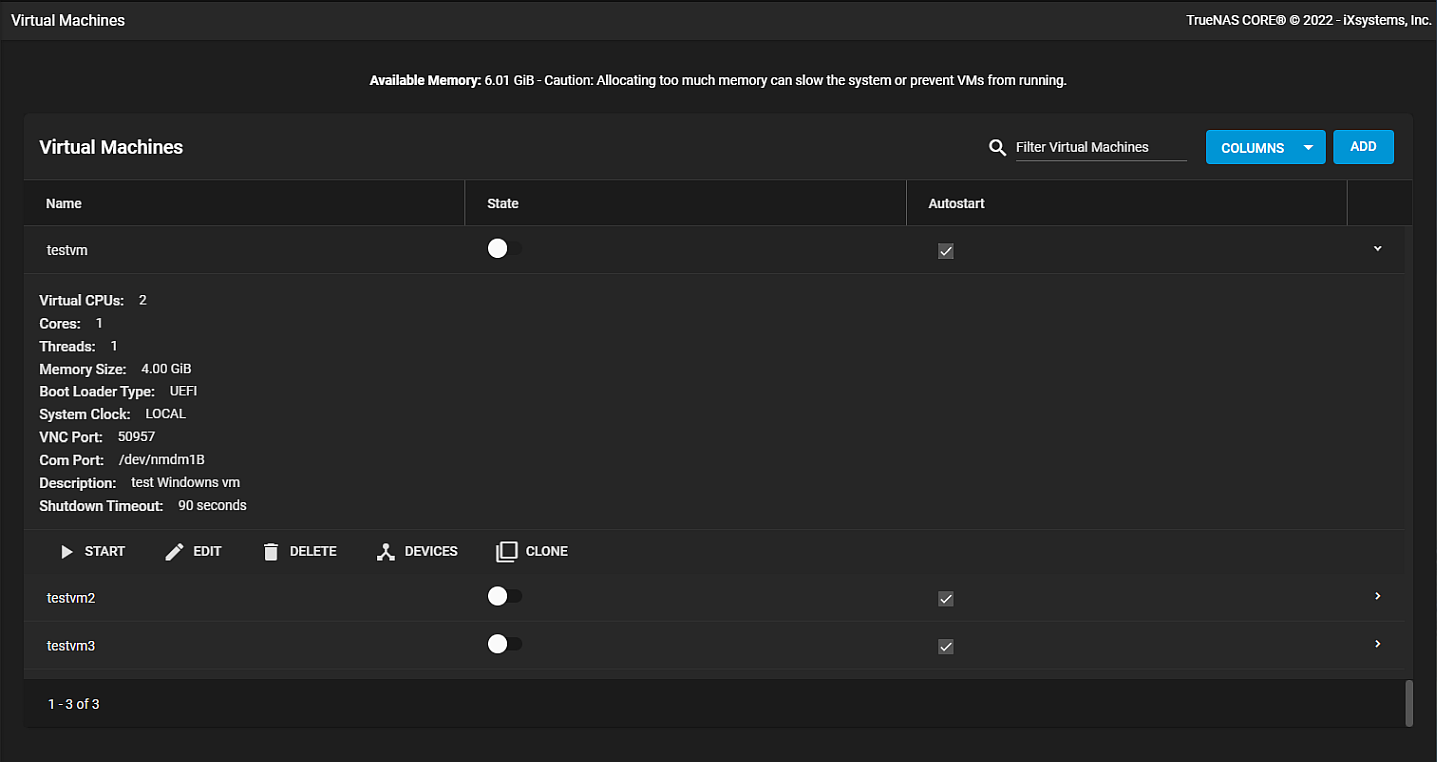 Virtual Machines
TrueNAS CORE® © 2022 - iXsystems, Inc.
Available Memory: 6.01 GiB - Caution: Allocating too much memory can slow the system or prevent VMs from running.
Virtual Machines
Filter Virtual Machines
COLUMNS
ADD
Name State Autostart
testvm
Virtual CPUs: 2
Cores: 1
Threads: 1
Memory Size: 4.00 GiB
Boot Loader Type: UEFI
System Clock: LOCAL
VNC Port: 50957
Com Port: /dev/nmdm1B
Description: test Windowns vm
Shutdown Timeout: 90 seconds
START EDIT DELETE DEVICES CLONE
testvm2
testvm3
1 - 3 of 3